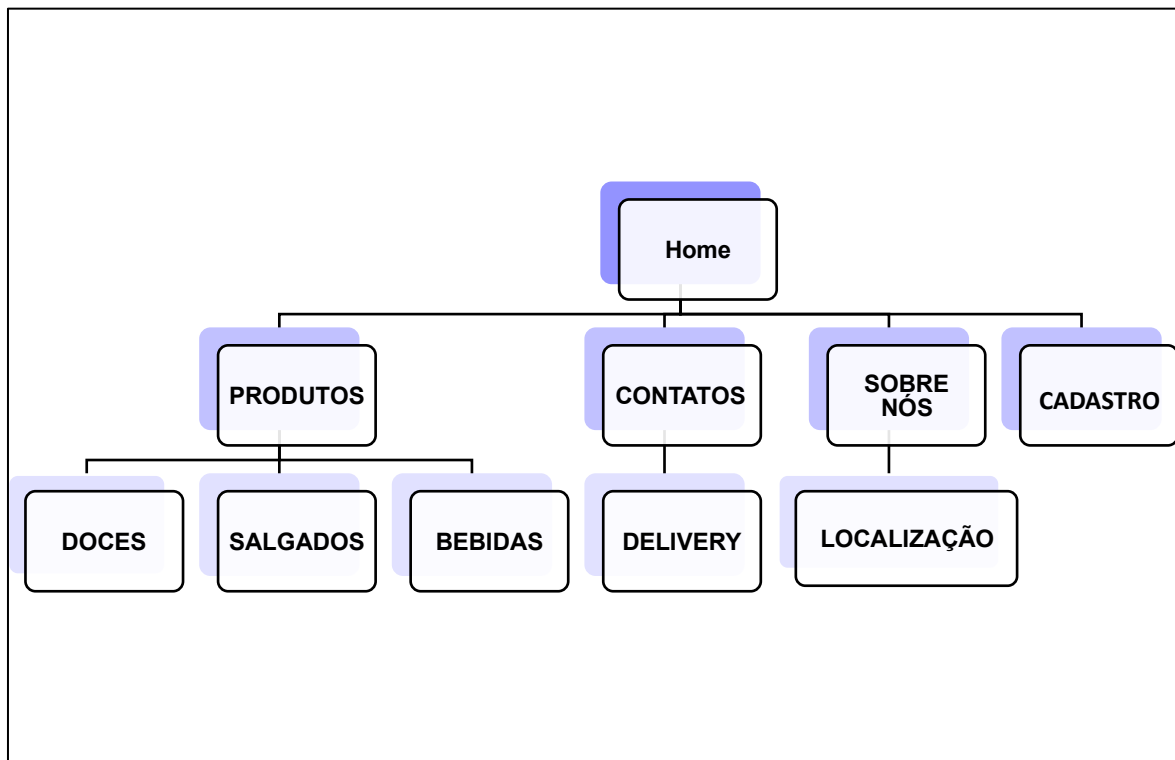 Home
PRODUTOS
CONTATOS
SOBRE
NÓS
CADASTRO
DOCES
SALGADOS
BEBIDAS
DELIVERY
LOCALIZAÇÃO